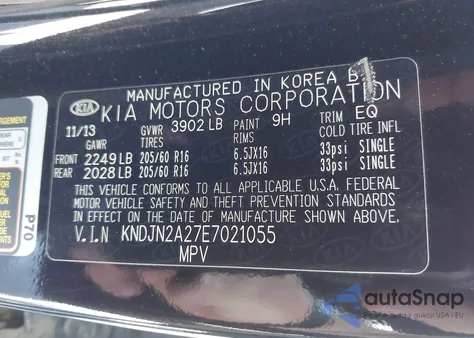 MANUFACTURED IN KOREA B
KIA KIA MOTORS CORPORATION
11/13 GVWR 3902 LB PAINT 9H TRIM EQ
GAWR TIRES RIMS COLD TIRE INFL
FRONT 2249 LB 205/60 R16 6.5JX16 33psi SINGLE
REAR 2028 LB 205/60 R16 6.5JX16 33psi SINGLE
THIS VEHICLE CONFORMS TO ALL APPLICABLE U.S.A. FEDERAL
MOTOR VEHICLE SAFETY AND THEFT PREVENTION STANDARDS
IN EFFECT ON THE DATE OF MANUFACTURE SHOWN ABOVE.
V.I.N KNDJN2A27E7021055
MPV
P70
autoSnap